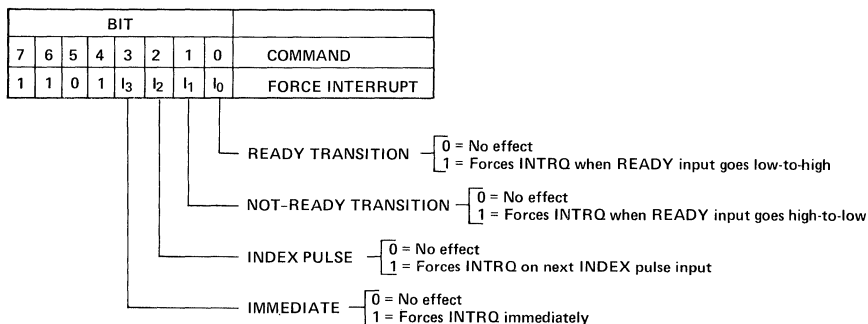 BIT
7 6 5 4 3 2 1 0 COMMAND
1 1 0 1 I3 I2 I1 I0 FORCE INTERRUPT
READY TRANSITION
0 = No effect
1 = Forces INTRQ when READY input goes low-to-high
NOT-READY TRANSITION
0 = No effect
1 = Forces INTRQ when READY input goes high-to-low
INDEX PULSE
0 = No effect
1 = Forces INTRQ on next INDEX pulse input
IMMEDIATE
0 = No effect
1 = Forces INTRQ immediately